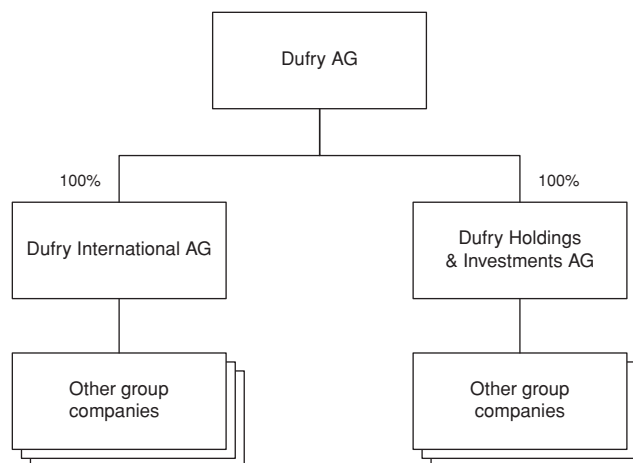 Dufry AG
100%
100%
Dufry International AG
Dufry Holdings
& Investments AG
Other group
companies
Other group
companies